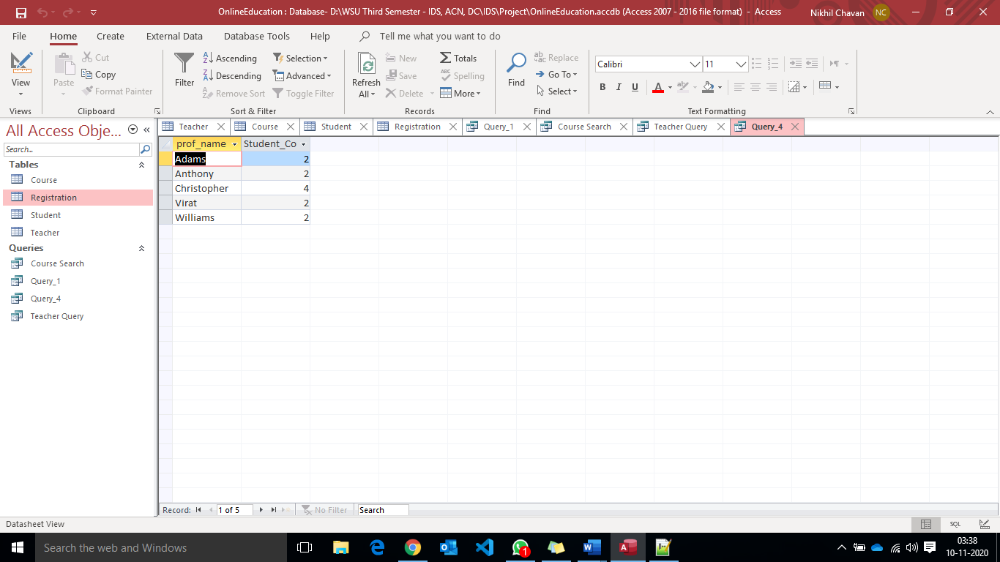 OnlineEducation : Database- D:\WSU Third Semester - IDS, ACN, DC\IDS\Project\OnlineEducation.accdb (Access 2007 - 2016 file format)  -  Access
Nikhil Chavan
NC
File
Home
Create
External Data
Database Tools
Help
Tell me what you want to do
View
Views
Paste
Cut
Copy
Format Painter
Clipboard
Filter
Ascending
Descending
Remove Sort
Selection
Advanced
Toggle Filter
Sort & Filter
Refresh
All
New
Save
Delete
Totals
Spelling
More
Records
Find
Replace
Go To
Select
Find
Calibri
11
B I U
Text Formatting
All Access Obje...
Search...
Tables
Course
Registration
Student
Teacher
Queries
Course Search
Query_1
Query_4
Teacher Query
Teacher
Course
Student
Registration
Query_1
Course Search
Teacher Query
Query_4
prof_name Student_Co
Adams 2
Anthony 2
Christopher 4
Virat 2
Williams 2
Record: 1 of 5 No Filter Search
Datasheet View
SQL
Search the web and Windows
1
03:38
10-11-2020